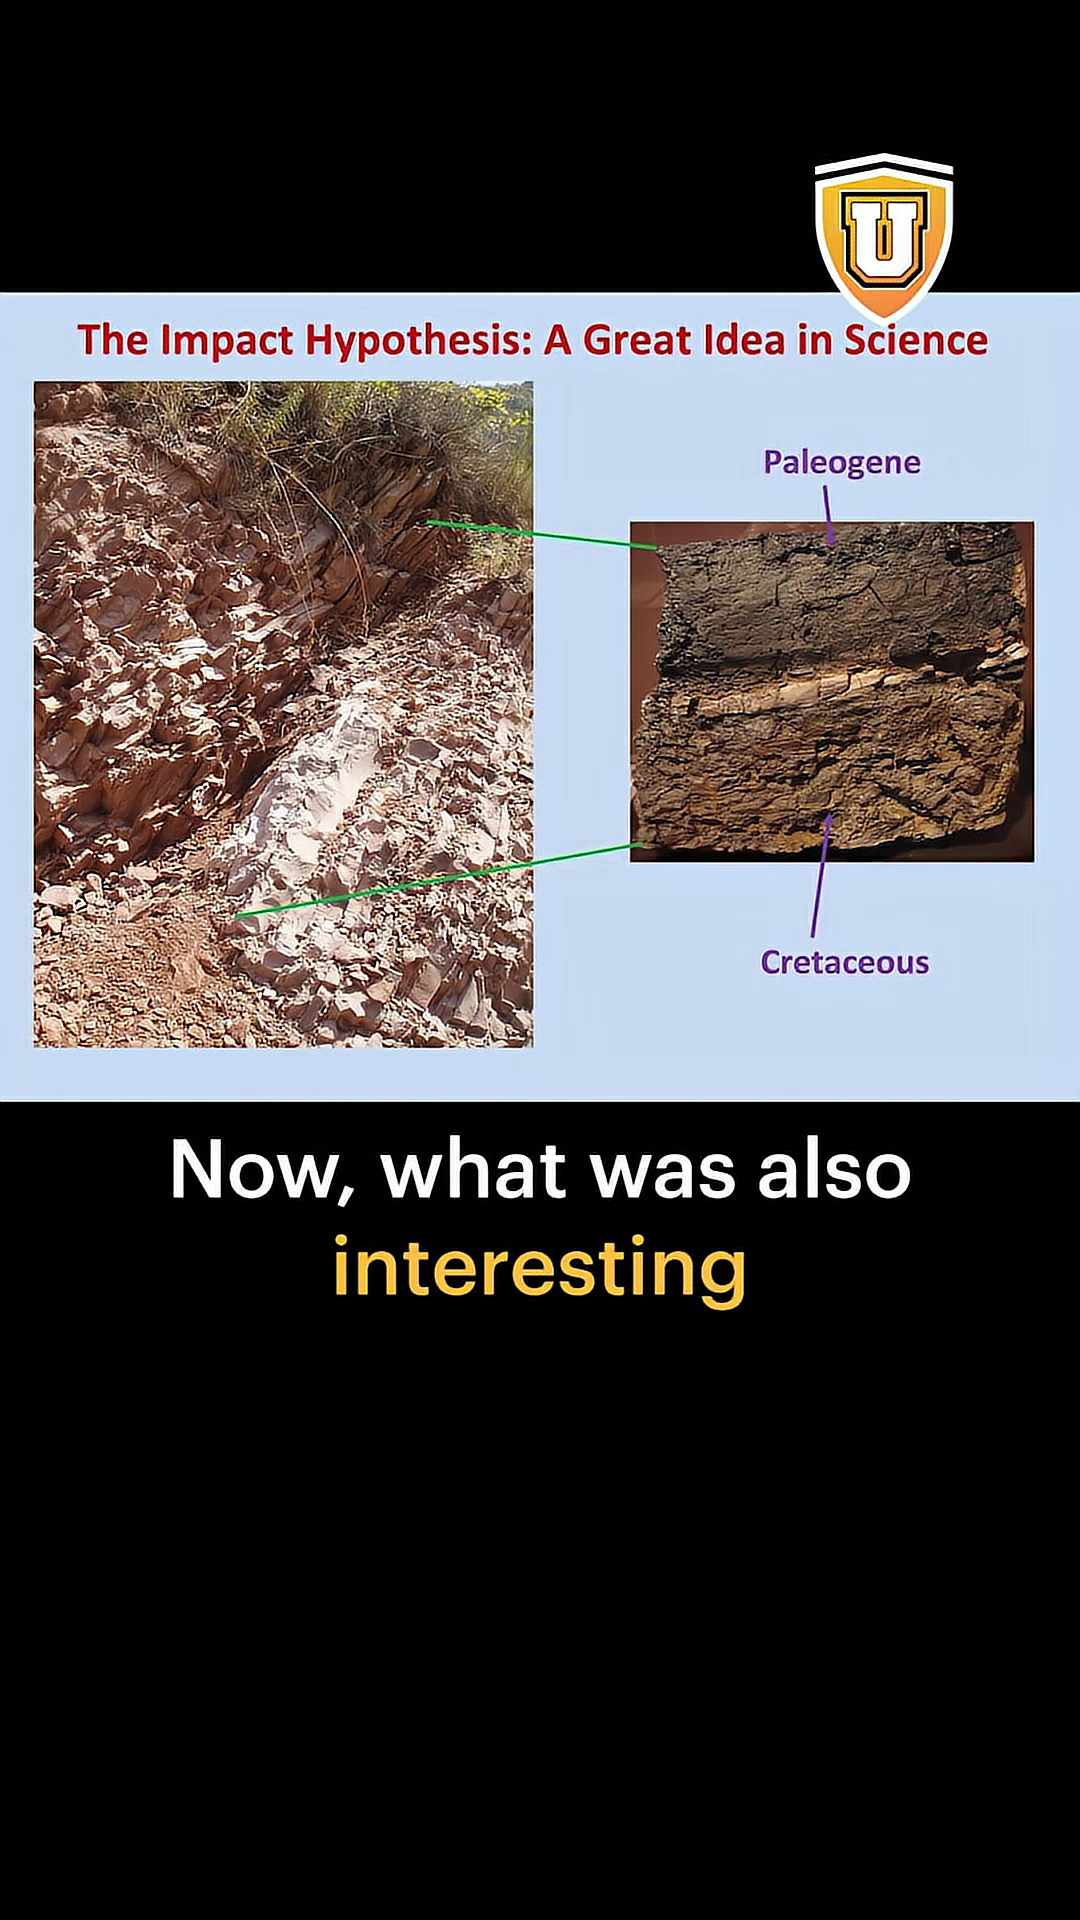 U
The Impact Hypothesis: A Great Idea in Science
Paleogene
Cretaceous
Now, what was also
interesting